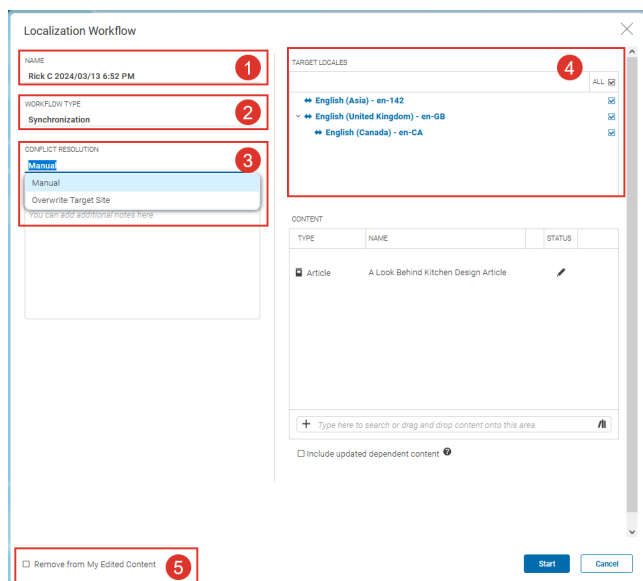 Localization Workflow
NAME
Rick C 2024/03/13 6:52 PM
1
WORKFLOW TYPE
Synchronization
2
CONFLICT RESOLUTION
3
Manual
Manual
Overwrite Target Site
You can add additional notes here.
TARGET LOCALES
4
ALL
English (Asia) - en-142
English (United Kingdom) - en-GB
English (Canada) - en-CA
CONTENT
TYPE NAME STATUS
Article A Look Behind Kitchen Design Article
Type here to search or drag and drop content onto this area.
Include updated dependent content ?
Remove from My Edited Content 5
Start Cancel